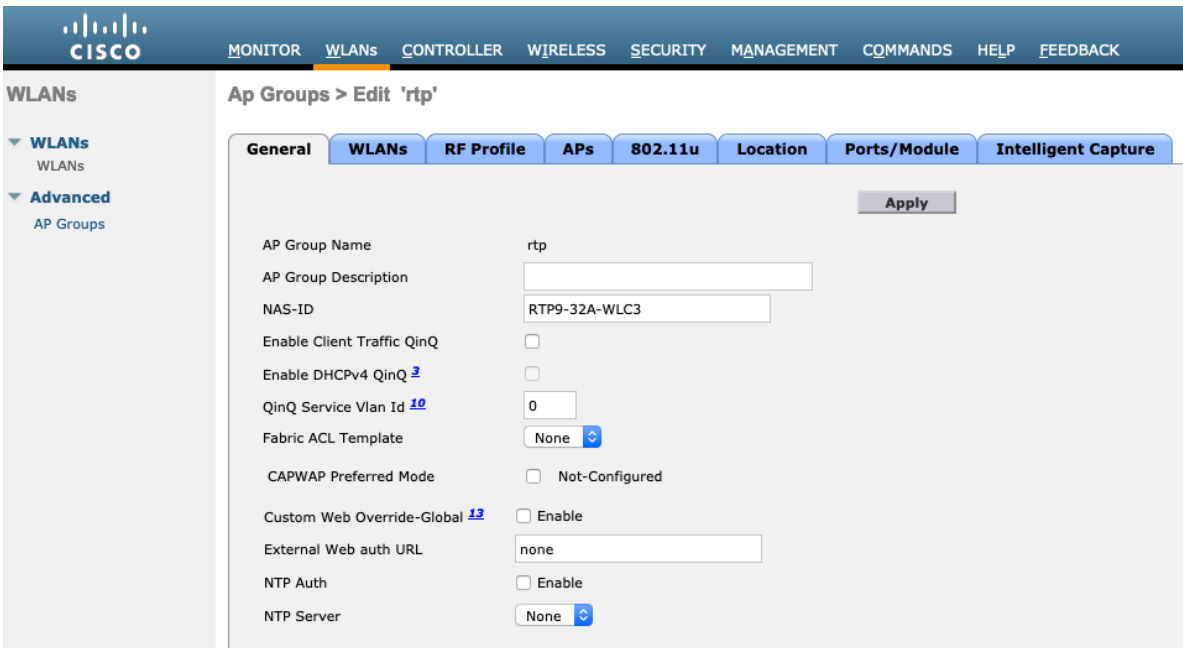 CISCO
MONITOR WLANs CONTROLLER WIRELESS SECURITY MANAGEMENT COMMANDS HELP FEEDBACK
WLANs
WLANs
WLANs
Advanced
AP Groups
Ap Groups > Edit 'rtp'
General WLANs RF Profile APs 802.11u Location Ports/Module Intelligent Capture
Apply
AP Group Name rtp
AP Group Description
NAS-ID RTP9-32A-WLC3
Enable Client Traffic QinQ
Enable DHCPv4 QinQ 3
QinQ Service Vlan Id 10 0
Fabric ACL Template None
CAPWAP Preferred Mode Not-Configured
Custom Web Override-Global 13 Enable
External Web auth URL none
NTP Auth Enable
NTP Server None